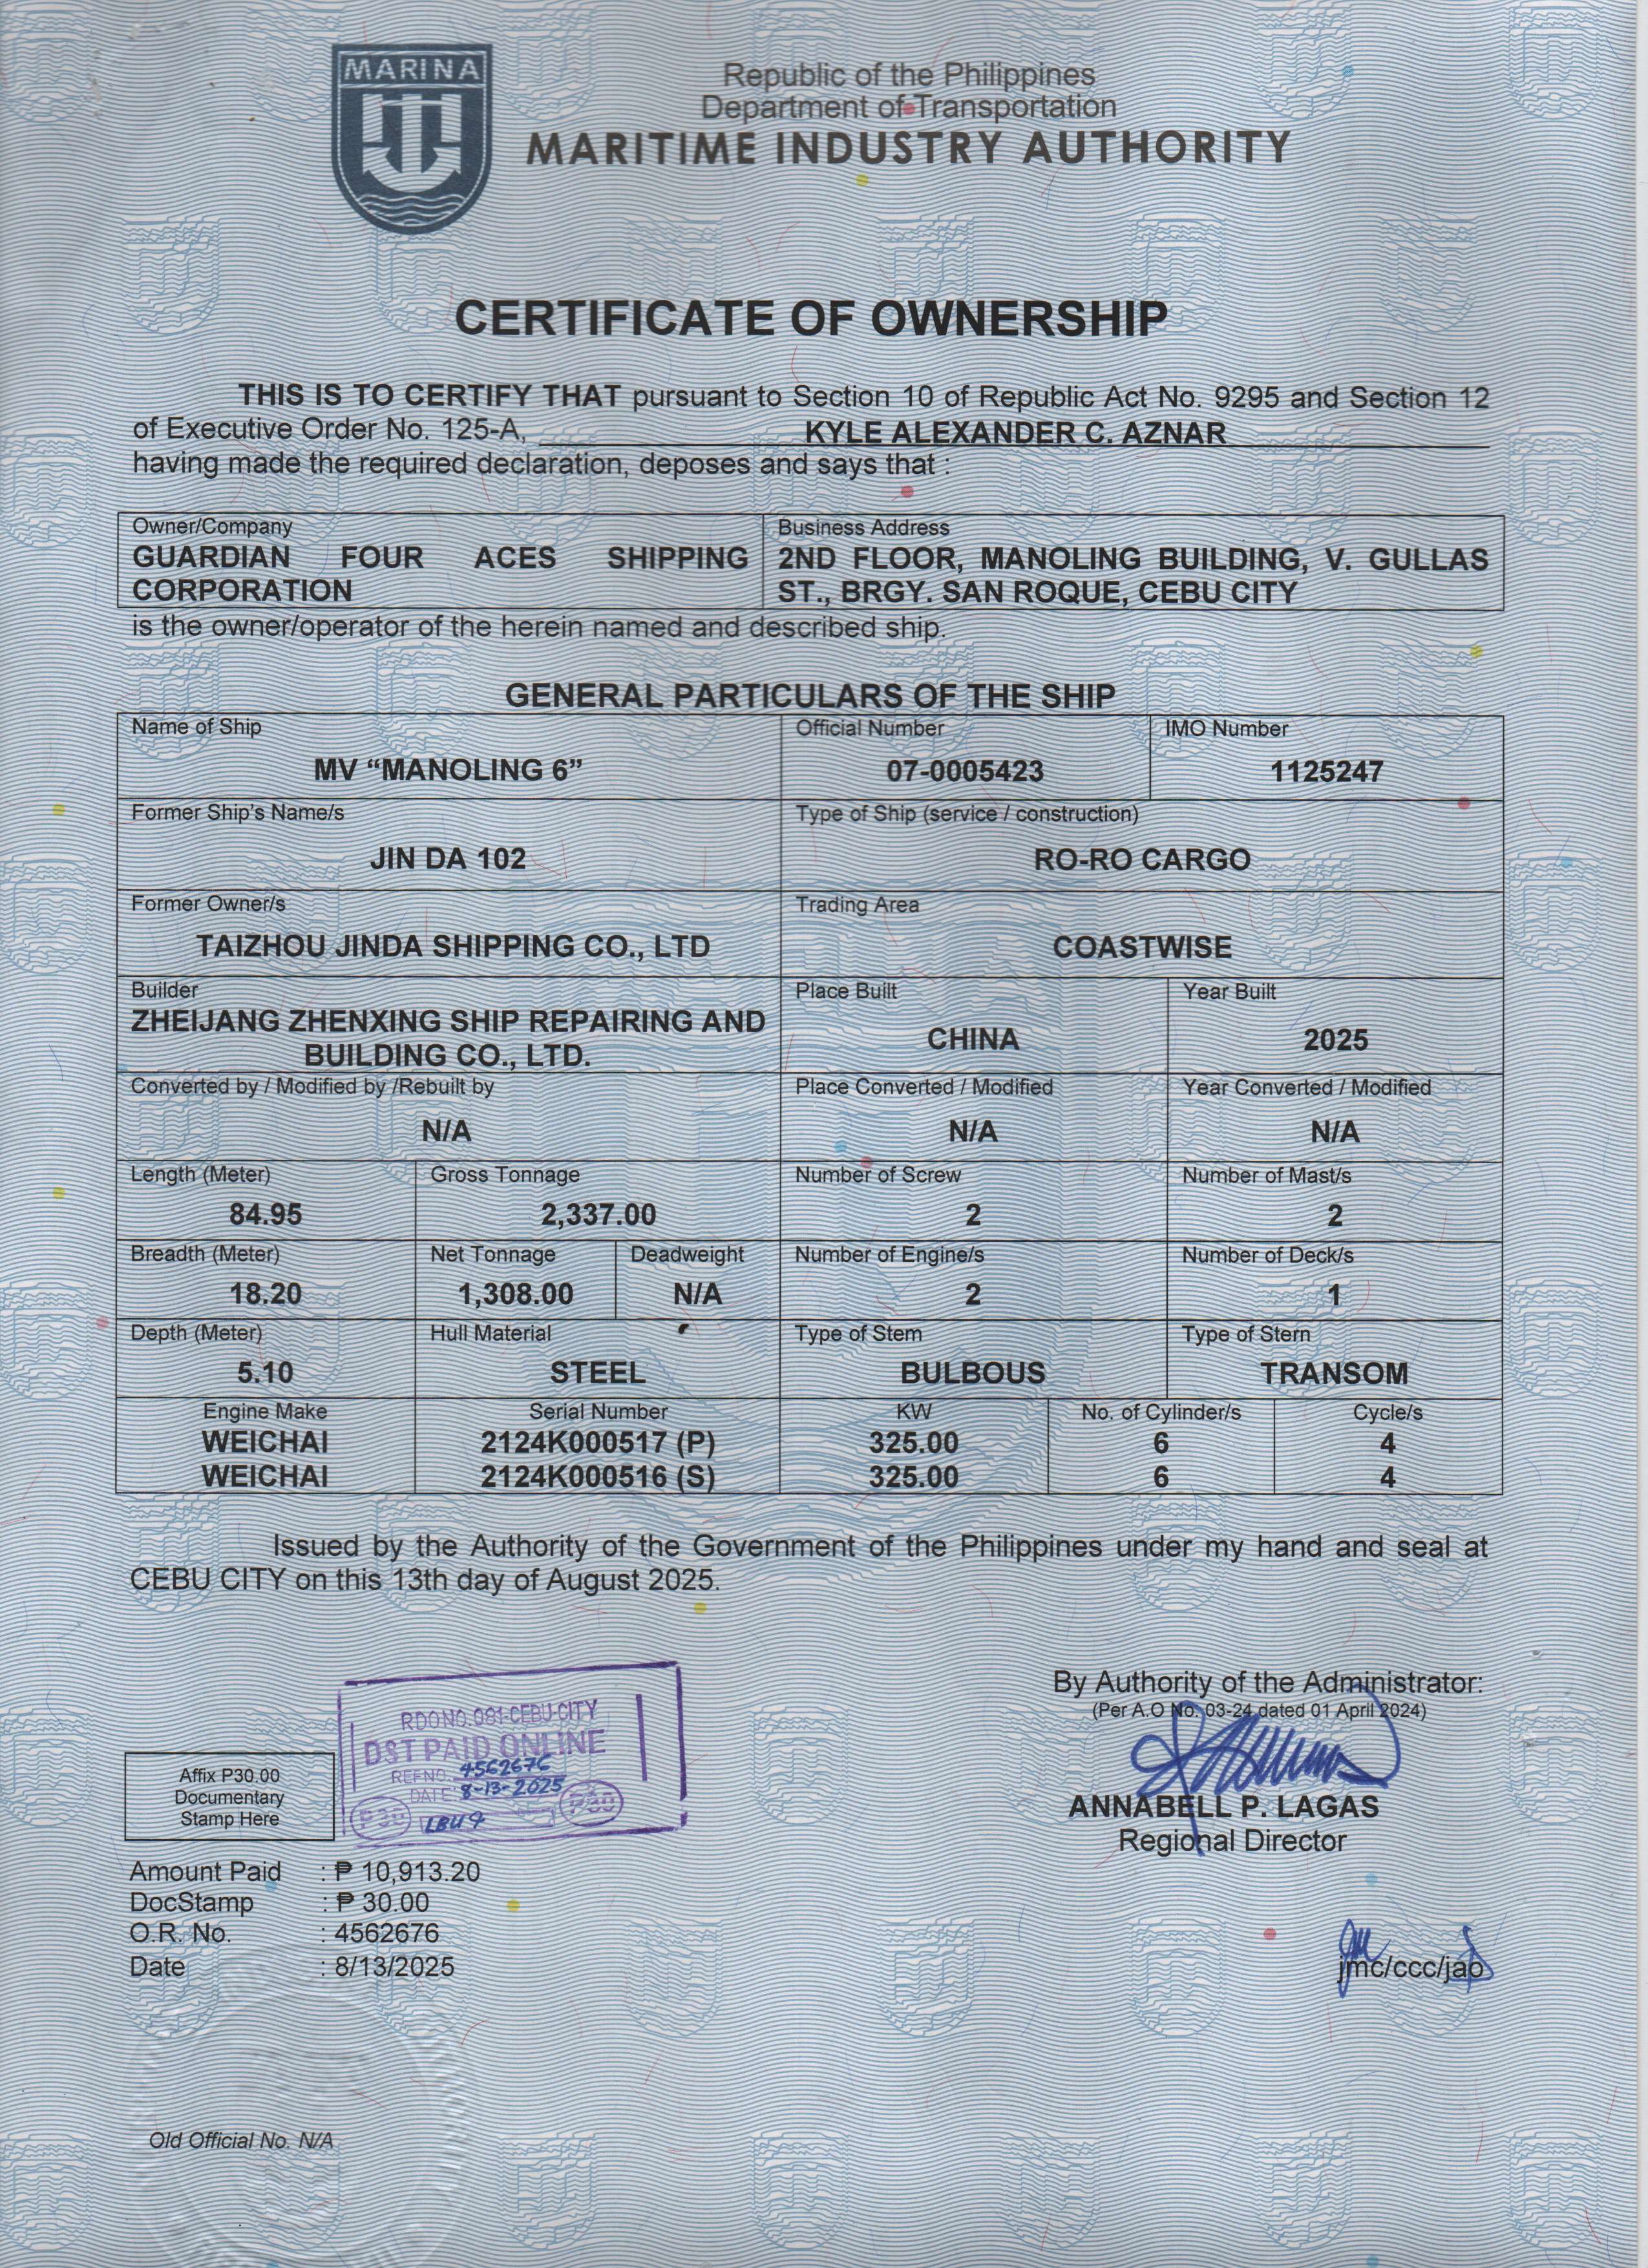 MARINA
Republic of the Philippines
Department of Transportation
MARITIME INDUSTRY AUTHORITY
CERTIFICATE OF OWNERSHIP
THIS IS TO CERTIFY THAT pursuant to Section 10 of Republic Act No. 9295 and Section 12
of Executive Order No. 125-A, KYLE ALEXANDER C. AZNAR
having made the required declaration, deposes and says that :
Owner/Company
GUARDIAN FOUR ACES SHIPPING
CORPORATION
Business Address
2ND FLOOR, MANOLING BUILDING, V. GULLAS
ST., BRGY. SAN ROQUE, CEBU CITY
is the owner/operator of the herein named and described ship.
GENERAL PARTICULARS OF THE SHIP
Name of Ship
MV “MANOLING 6”
Official Number
07-0005423
IMO Number
1125247
Former Ship's Name/s
JIN DA 102
Type of Ship (service / construction)
RO-RO CARGO
Former Owner/s
TAIZHOU JINDA SHIPPING CO., LTD
Trading Area
COASTWISE
Builder
ZHEIJANG ZHENXING SHIP REPAIRING AND
BUILDING CO., LTD.
Place Built
CHINA
Year Built
2025
Converted by / Modified by /Rebuilt by
N/A
Place Converted / Modified
N/A
Year Converted / Modified
N/A
Length (Meter)
84.95
Gross Tonnage
2,337.00
Number of Screw
2
Number of Mast/s
2
Breadth (Meter)
18.20
Net Tonnage
1,308.00
Deadweight
N/A
Number of Engine/s
2
Number of Deck/s
1
Depth (Meter)
5.10
Hull Material
STEEL
Type of Stem
BULBOUS
Type of Stern
TRANSOM
Engine Make Serial Number KW No. of Cylinder/s Cycle/s
WEICHAI 2124K000517 (P) 325.00 6 4
WEICHAI 2124K000516 (S) 325.00 6 4
Issued by the Authority of the Government of the Philippines under my hand and seal at
CEBU CITY on this 13th day of August 2025.
By Authority of the Administrator:
(Per A.O No. 03-24 dated 01 April 2024)
ANNABELL P. LAGAS
Regional Director
RDO NO. 081-CEBU CITY
DST PAID ONLINE
REFNO. 4562676
DATE 8-13-2025
P30 P30
Affix P30.00
Documentary
Stamp Here
Amount Paid : ₱ 10,913.20
DocStamp : ₱ 30.00
O.R. No. : 4562676
Date : 8/13/2025
jmc/ccc/jao
Old Official No. N/A